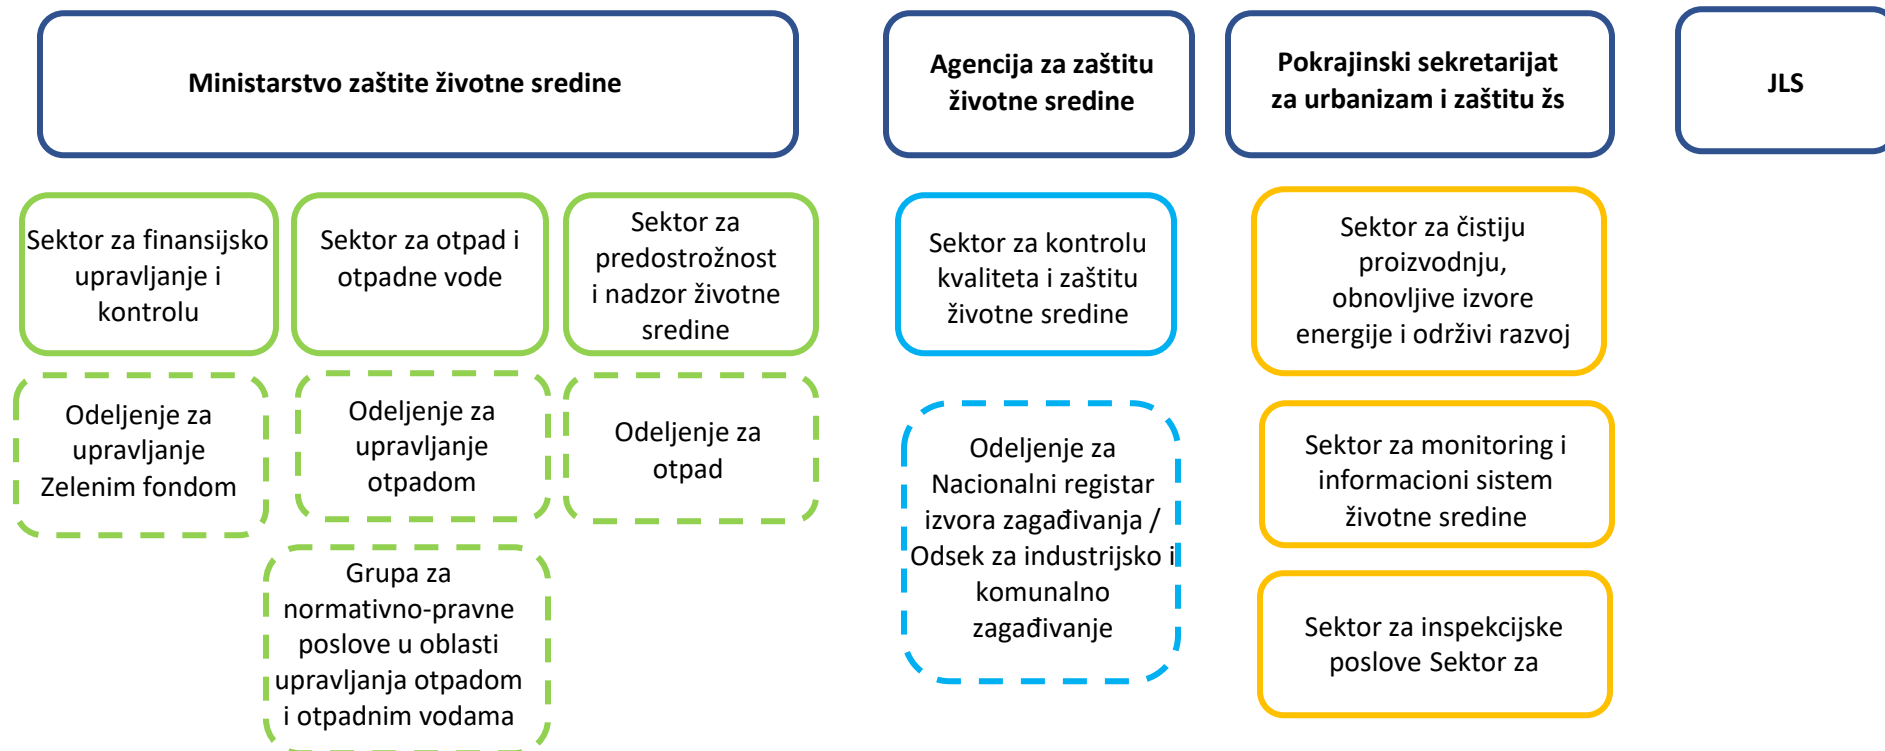 Ministarstvo zaštite životne sredine
Agencija za zaštitu
životne sredine
Pokrajinski sekretarijat
za urbanizam i zaštitu žs
JLS
Sektor za finansijsko
upravljanje i
kontrolu
Sektor za otpad i
otpadne vode
Sektor za
predostrožnost
i nadzor životne
sredine
Sektor za kontrolu
kvaliteta i zaštitu
životne sredine
Sektor za čistiju
proizvodnju,
obnovljive izvore
energije i održivi razvoj
Odeljenje za
upravljanje
Zelenim fondom
Odeljenje za
upravljanje
otpadom
Odeljenje za
otpad
Odeljenje za
Nacionalni registar
izvora zagađivanja /
Odsek za industrijsko i
komunalno
zagađivanje
Sektor za monitoring i
informacioni sistem
životne sredine
Grupa za
normativno-pravne
poslove u oblasti
upravljanja otpadom
i otpadnim vodama
Sektor za inspekcijske
poslove Sektor za